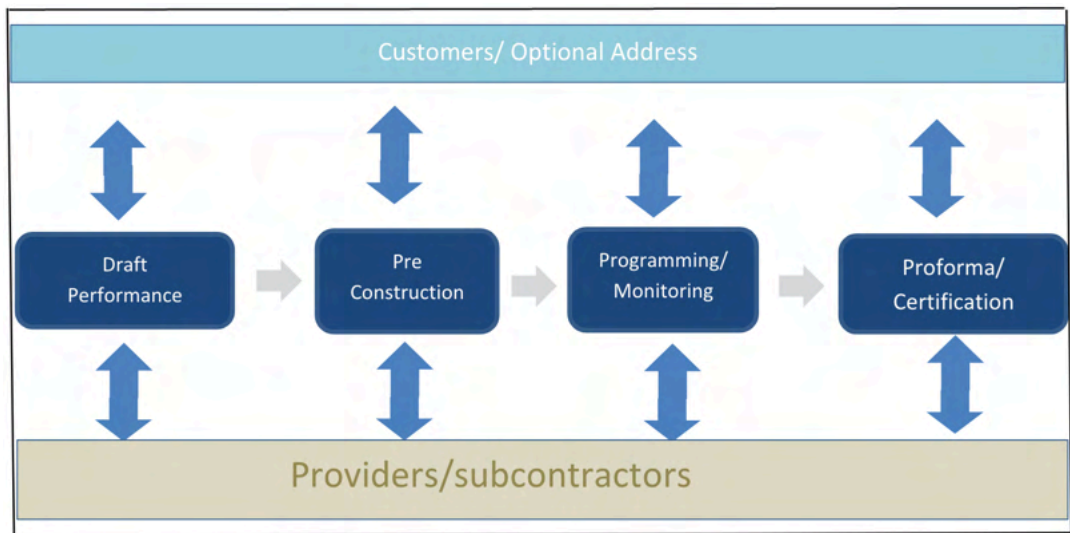 Customers/ Optional Address
Draft
Performance
Pre
Construction
Programming/
Monitoring
Proforma/
Certification
Providers/subcontractors